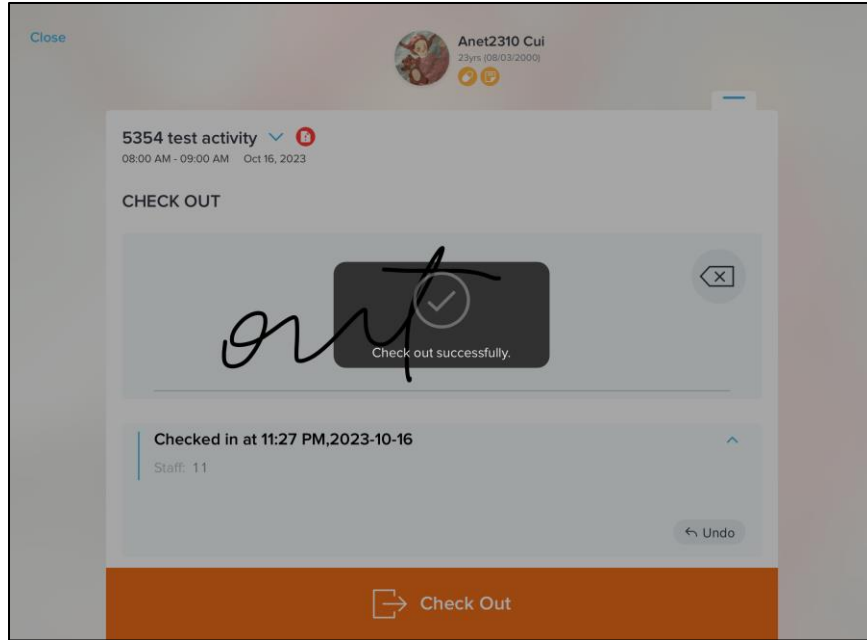 Close
Anet2310 Cui
23yrs (08/03/2000)
5354 test activity
08:00 AM - 09:00 AM Oct 16, 2023
CHECK OUT
out
Check out successfully.
Checked in at 11:27 PM,2023-10-16
Staff: 11
Undo
Check Out